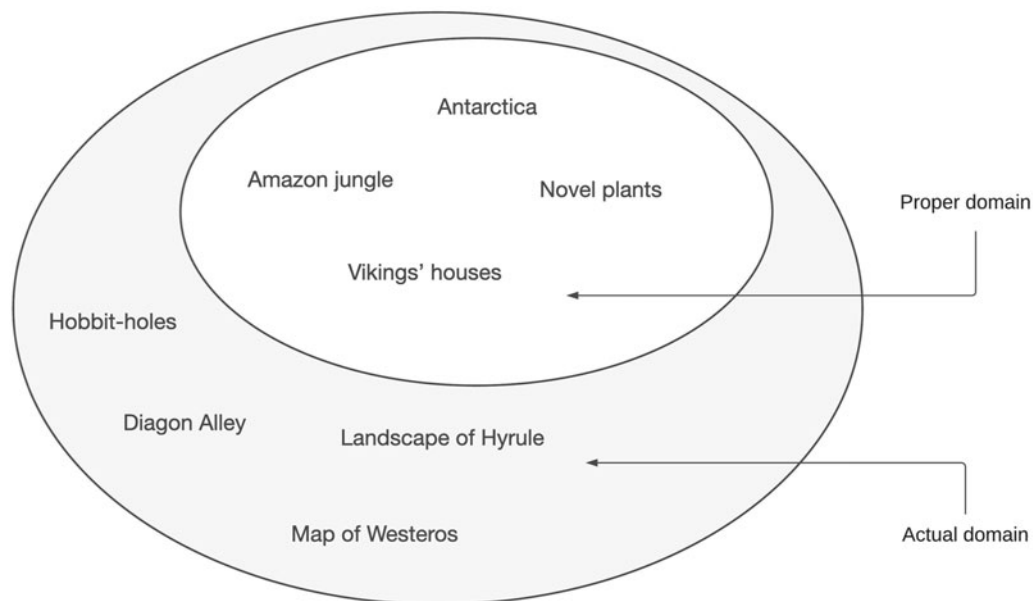 Antarctica
Amazon jungle
Novel plants
Proper domain
Vikings’ houses
Hobbit-holes
Diagon Alley
Landscape of Hyrule
Map of Westeros
Actual domain